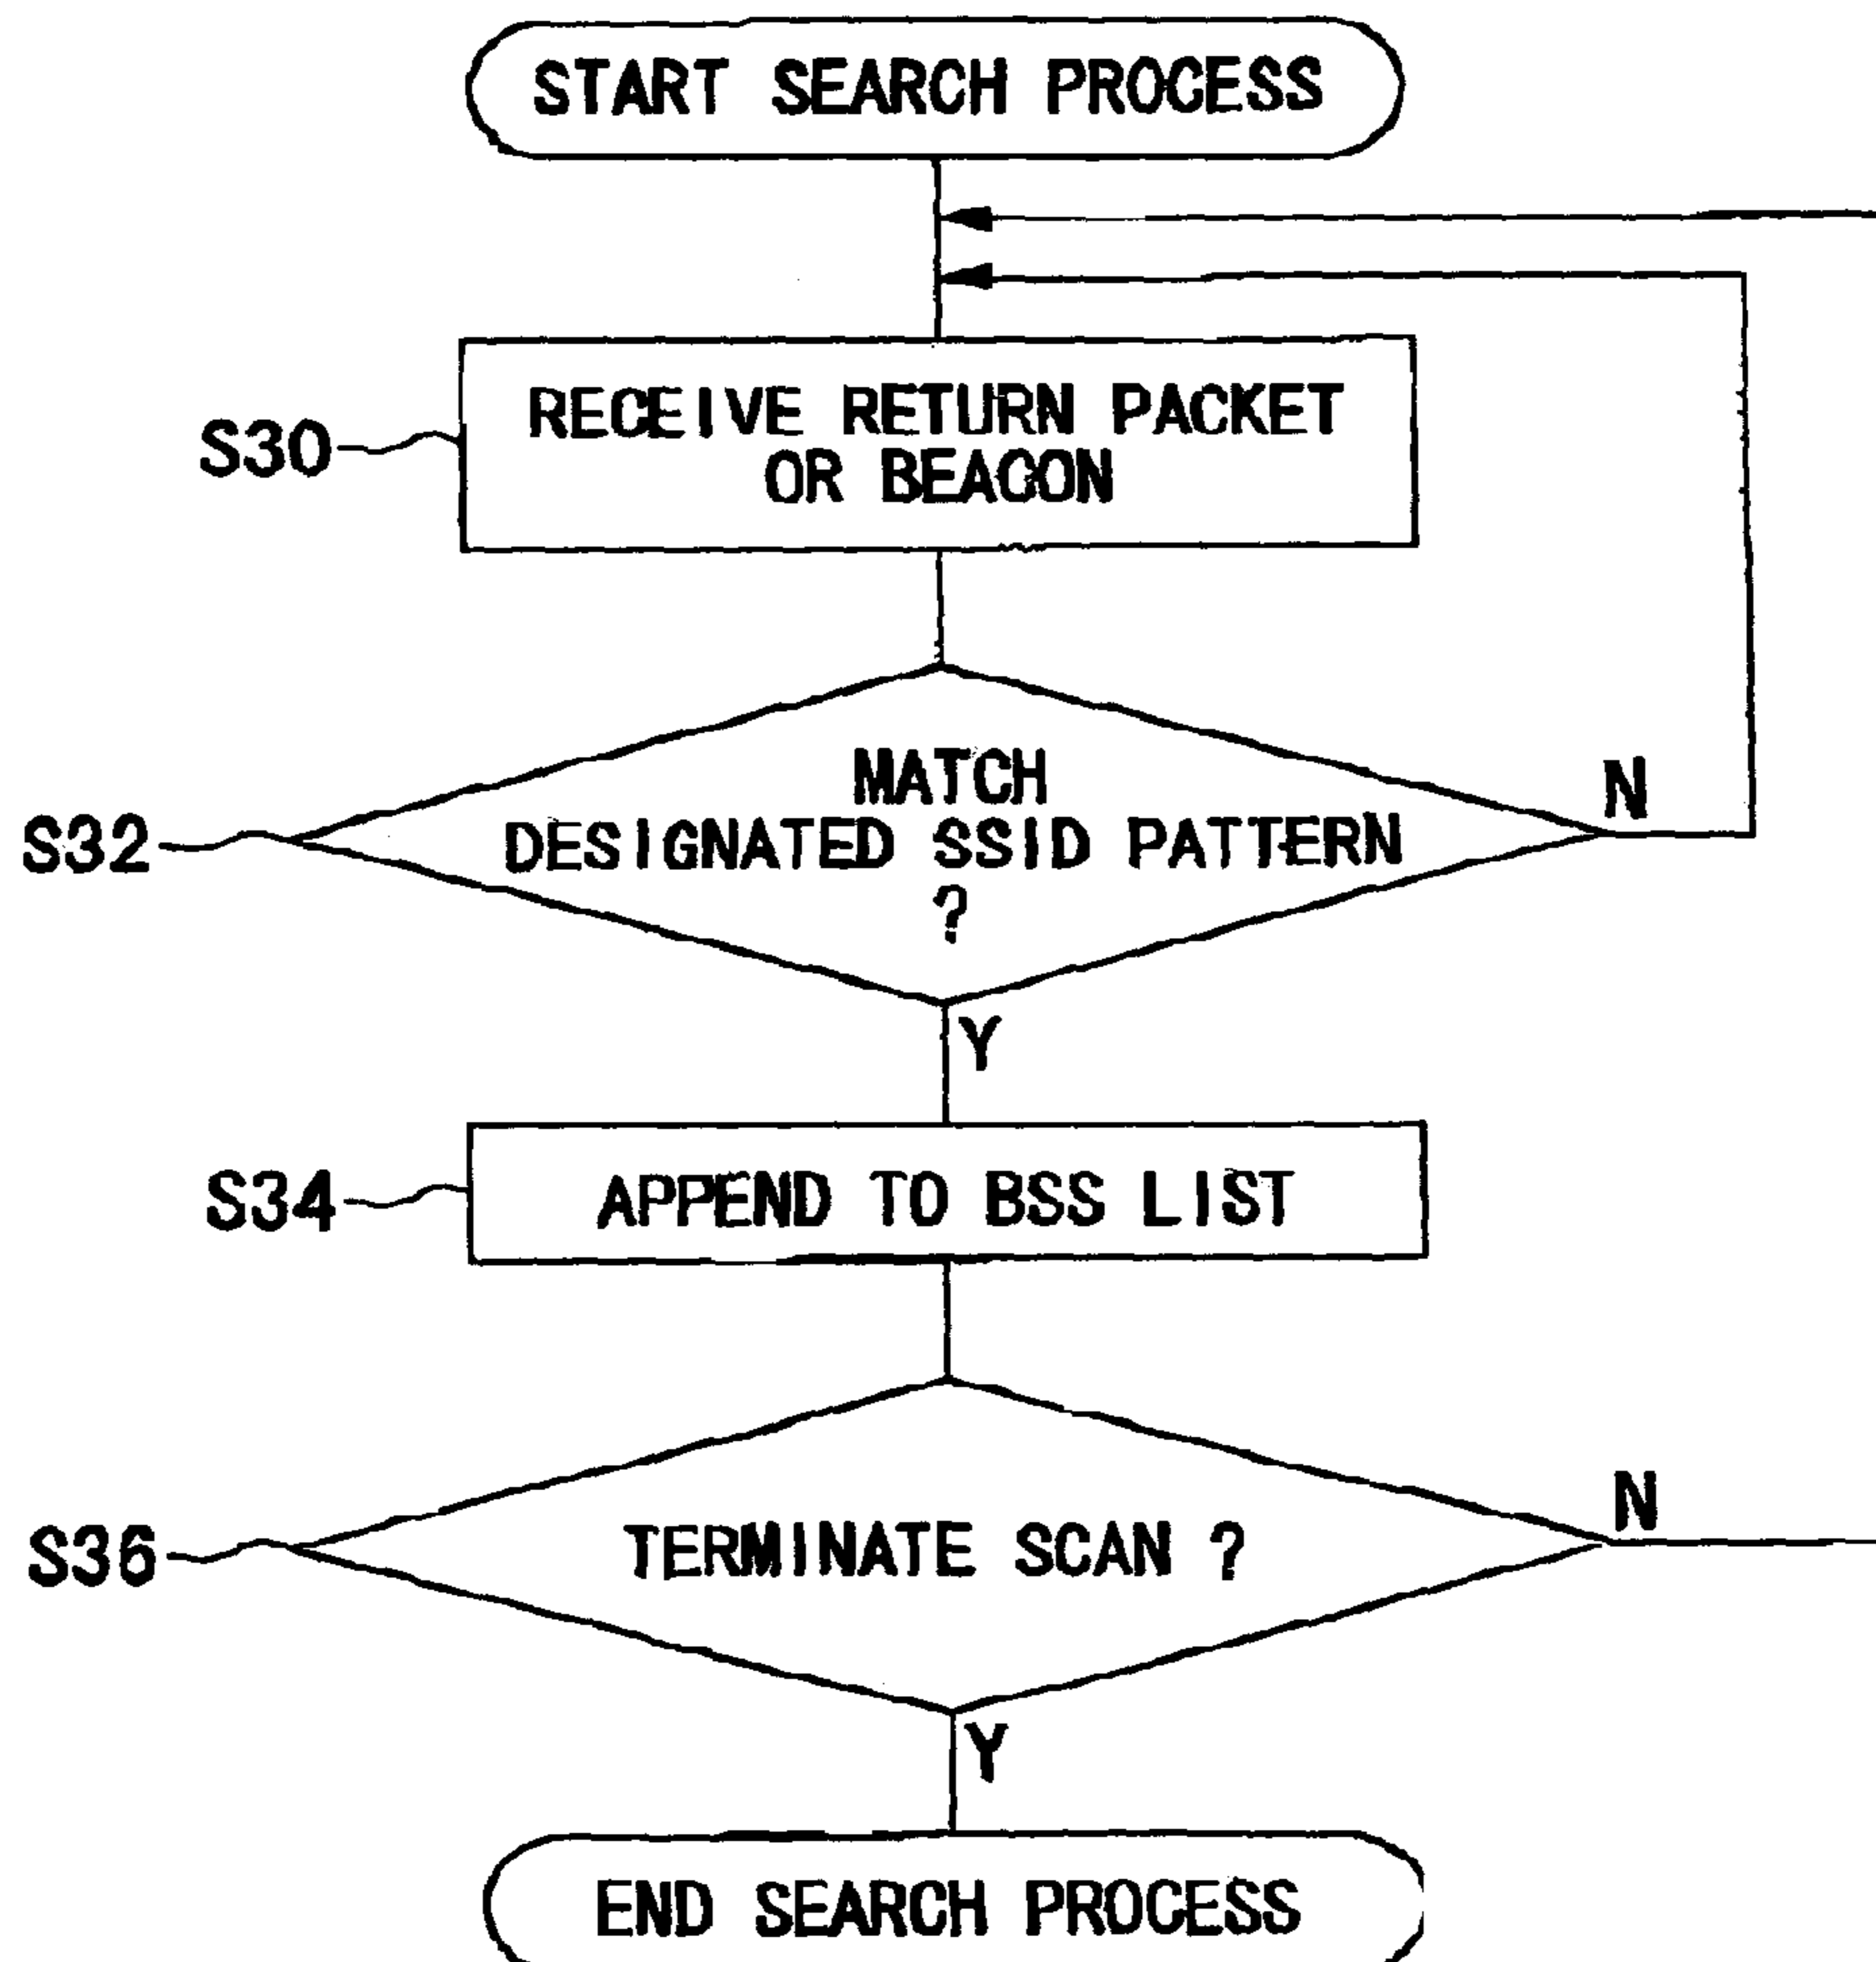 START SEARCH PROCESS
S30
RECEIVE RETURN PACKET
OR BEACON
S32
MATCH
DESIGNATED SSID PATTERN
?
N
Y
S34
APPEND TO BSS LIST
S36
TERMINATE SCAN ?
N
Y
END SEARCH PROCESS